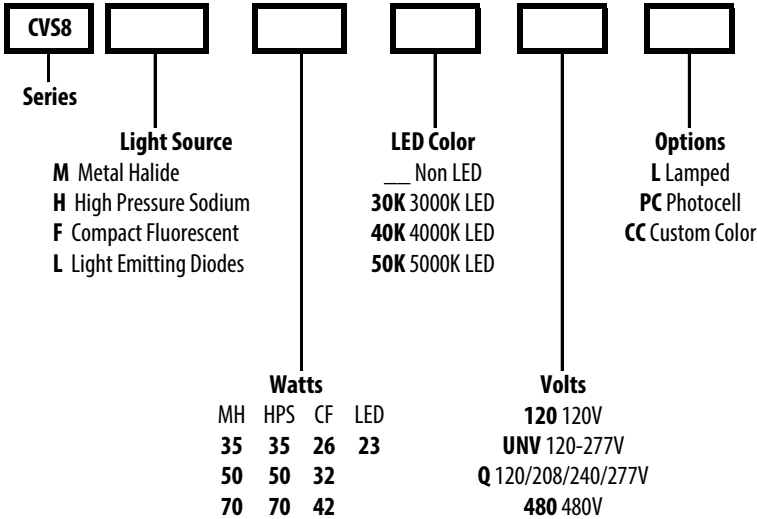 CVS8
Series
Light Source
M Metal Halide
H High Pressure Sodium
F Compact Fluorescent
L Light Emitting Diodes
LED Color
__ Non LED
30K 3000K LED
40K 4000K LED
50K 5000K LED
Options
L Lamped
PC Photocell
CC Custom Color
Watts
MH HPS CF LED
35 35 26 23
50 50 32
70 70 42
Volts
120 120V
UNV 120-277V
Q 120/208/240/277V
480 480V